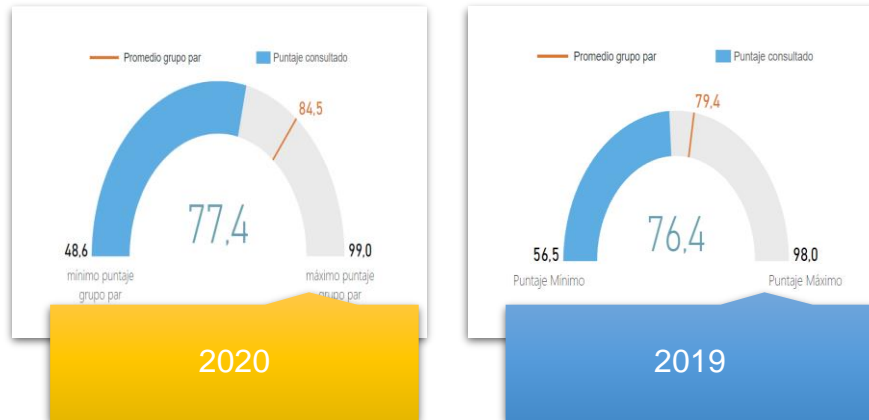 Promedio grupo par
Puntaje consultado
84,5
77,4
48,6
mínimo puntaje
grupo par
99,0
máximo puntaje
grupo par
2020
Promedio grupo par
Puntaje consultado
79,4
76,4
56,5
Puntaje Mínimo
98,0
Puntaje Máximo
2019